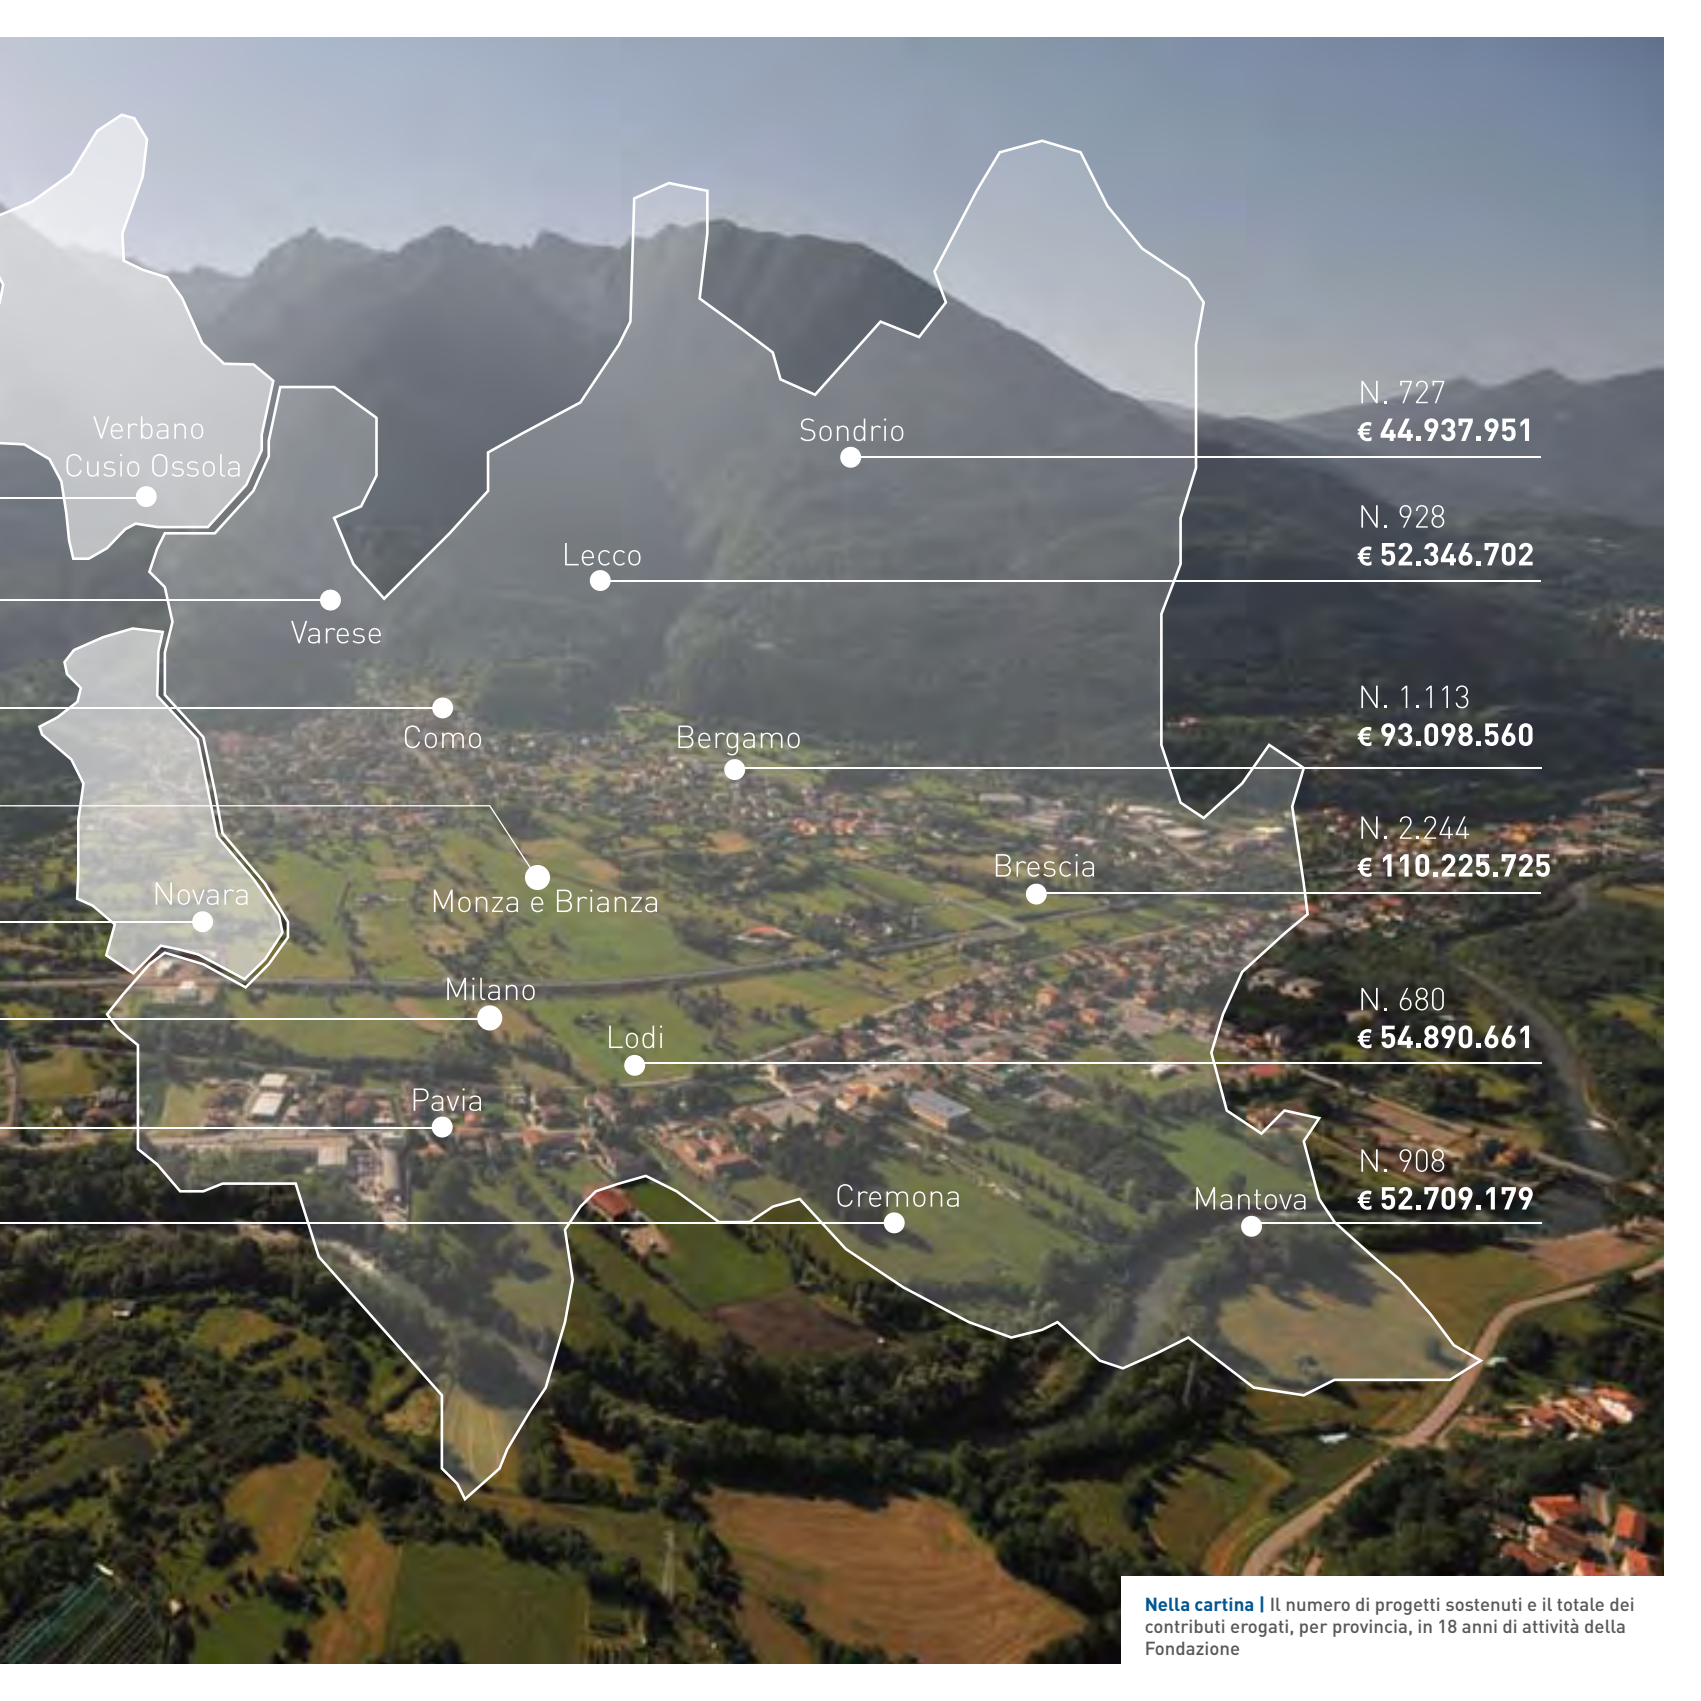 N. 727
€ 44.937.951
Verbano
Cusio Ossola
Sondrio
N. 928
€ 52.346.702
Lecco
Varese
N. 1.113
€ 93.098.560
Como
Bergamo
N. 2.244
€ 110.225.725
Brescia
Novara
Monza e Brianza
Milano
N. 680
€ 54.890.661
Lodi
Pavia
N. 908
€ 52.709.179
Cremona
Mantova
Nella cartina | Il numero di progetti sostenuti e il totale dei
contributi erogati, per provincia, in 18 anni di attività della
Fondazione